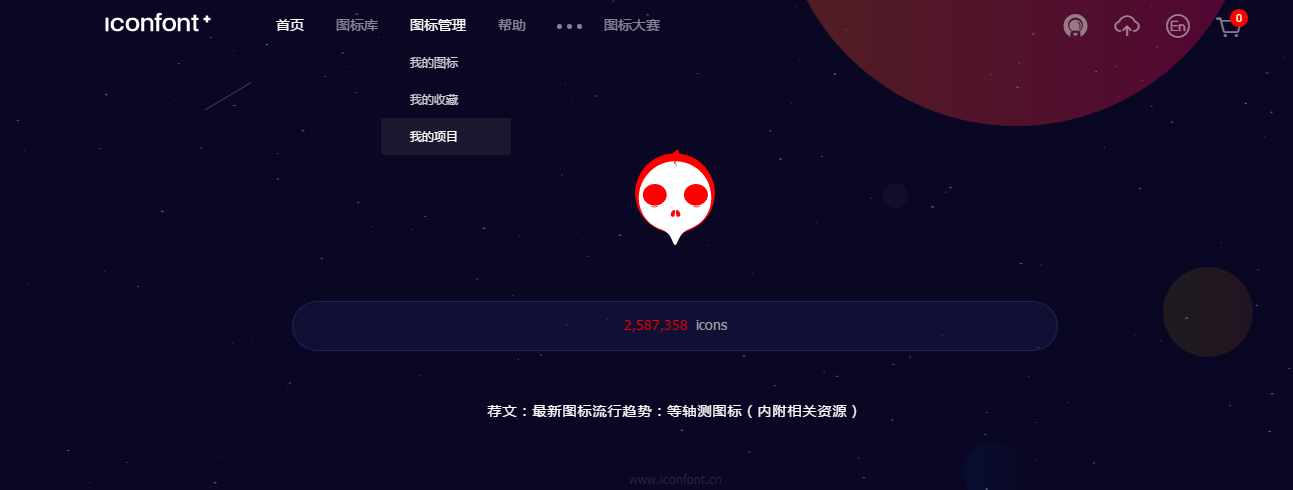 iconfont+ 首页 图标库 图标管理 帮助 图标大赛 En 0
我的图标
我的收藏
我的项目
2,587,358 icons
荐文：最新图标流行趋势：等轴测图标（内附相关资源）
www.iconfont.cn